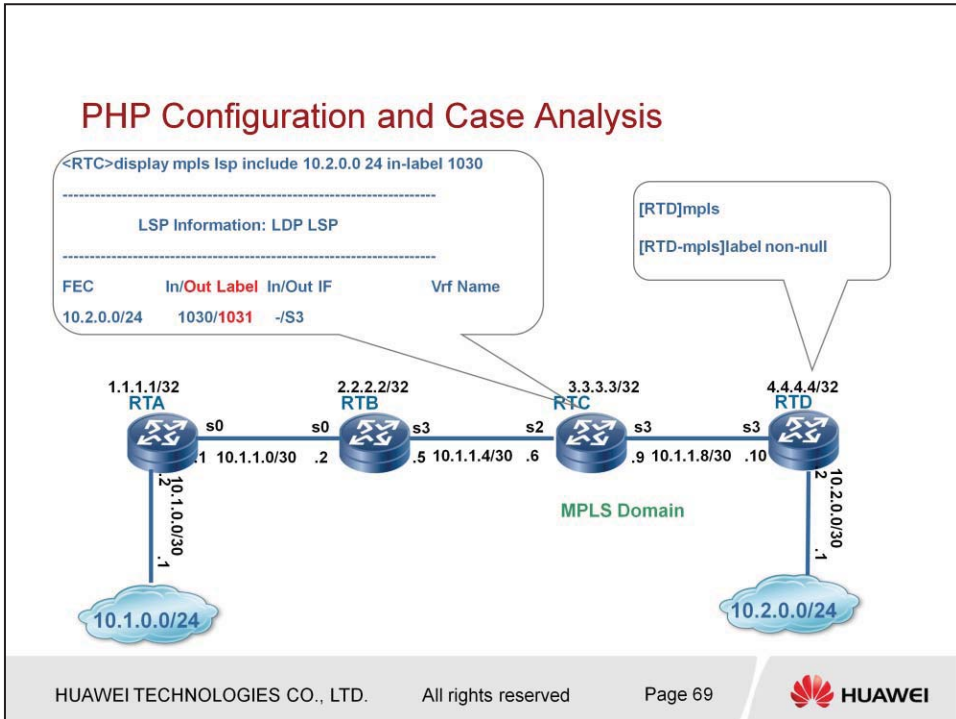 PHP Configuration and Case Analysis
<RTC>display mpls lsp include 10.2.0.0 24 in-label 1030
----------------------------------------------------------------------
LSP Information: LDP LSP
----------------------------------------------------------------------
FEC In/Out Label In/Out IF Vrf Name
10.2.0.0/24 1030/1031 -/S3
[RTD]mpls
[RTD-mpls]label non-null
1.1.1.1/32 2.2.2.2/32 3.3.3.3/32 4.4.4.4/32
RTA RTB RTC RTD
s0 s0 s3 s2 s3 s3
.1 10.1.1.0/30 .2 .5 10.1.1.4/30 .6 .9 10.1.1.8/30 .10
.2 10.1.0.0/30 .1
.2 10.2.0.0/30 .1
MPLS Domain
10.1.0.0/24
10.2.0.0/24
HUAWEI TECHNOLOGIES CO., LTD. All rights reserved Page 69 HUAWEI